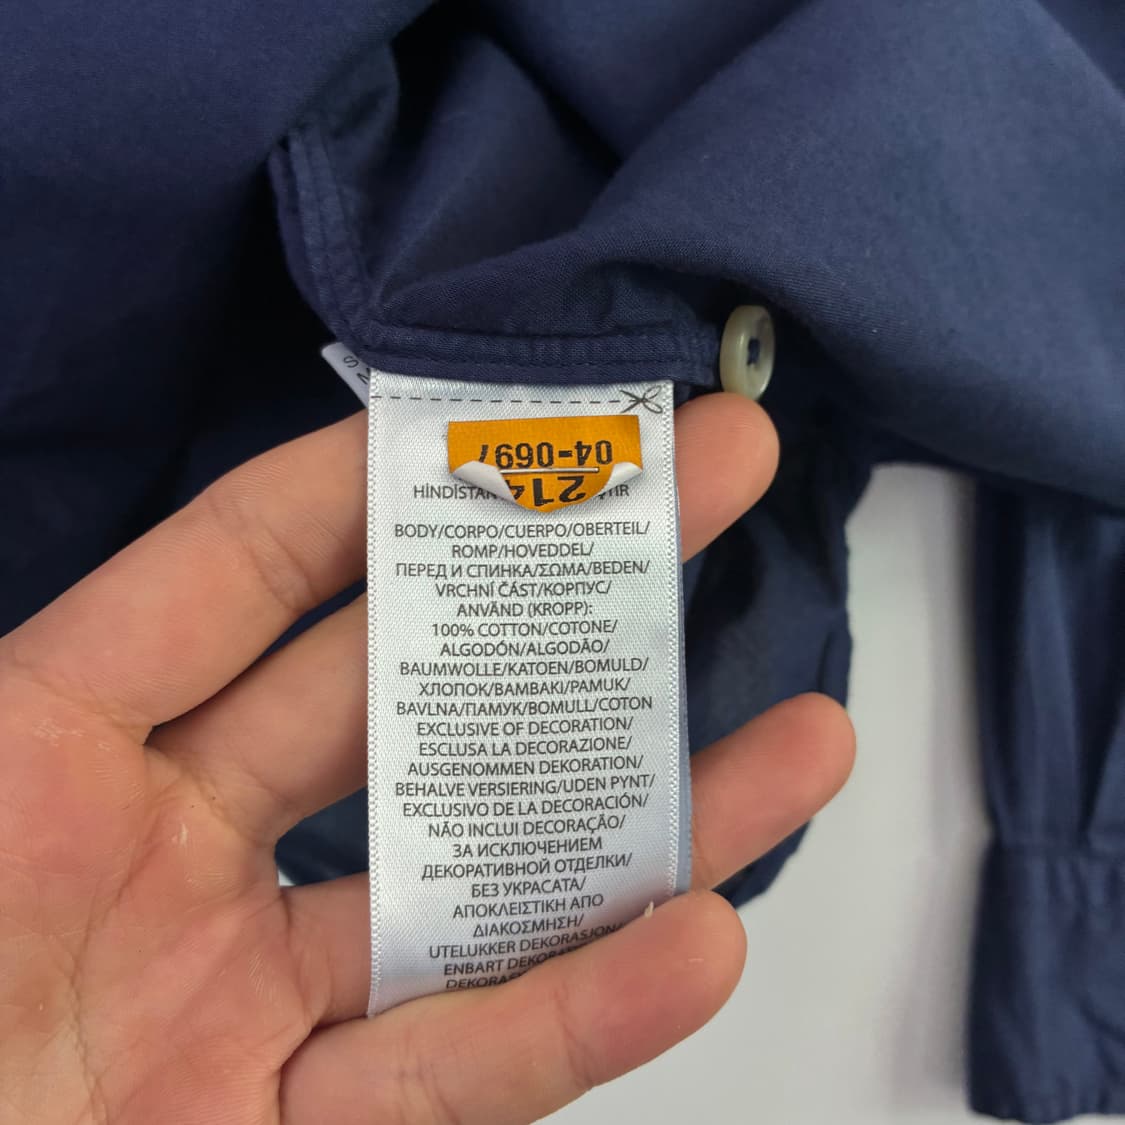 S
04-0697
214
HİNDİSTAN
BODY/CORPO/CUERPO/OBERTEIL/
ROMP/HOVEDDEL/
ПЕРЕД И СПИНКА/ΣΩΜΑ/BEDEN/
VRCHNÍ ČÁST/КОРПУС/
ANVÄND (KROPP):
100% COTTON/COTONE/
ALGODÓN/ALGODÃO/
BAUMWOLLE/KATOEN/BOMULD/
ХЛОПОК/ΒΑΜΒΑΚΙ/PAMUK/
BAVLNA/ПАМУК/BOMULL/COTON
EXCLUSIVE OF DECORATION/
ESCLUSA LA DECORAZIONE/
AUSGENOMMEN DEKORATION/
BEHALVE VERSIERING/UDEN PYNT/
EXCLUSIVO DE LA DECORACIÓN/
NÃO INCLUI DECORAÇÃO/
ЗА ИСКЛЮЧЕНИЕМ
ДЕКОРАТИВНОЙ ОТДЕЛКИ/
БЕЗ УКРАСАТА/
ΑΠΟΚΛΕΙΣΤΙΚΗ ΑΠΟ
ΔΙΑΚΟΣΜΗΣΗ/
UTELUKKER DEKORASJON/
ENBART